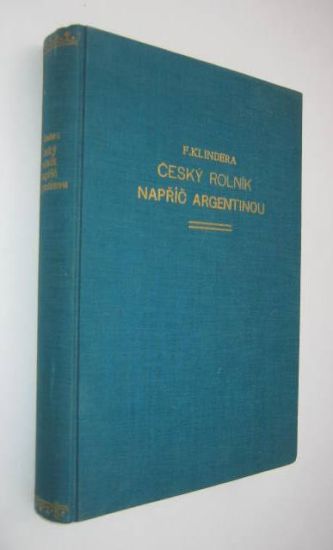 F. KLINDERA
ČESKÝ ROLNÍK
NAPŘÍČ ARGENTINOU